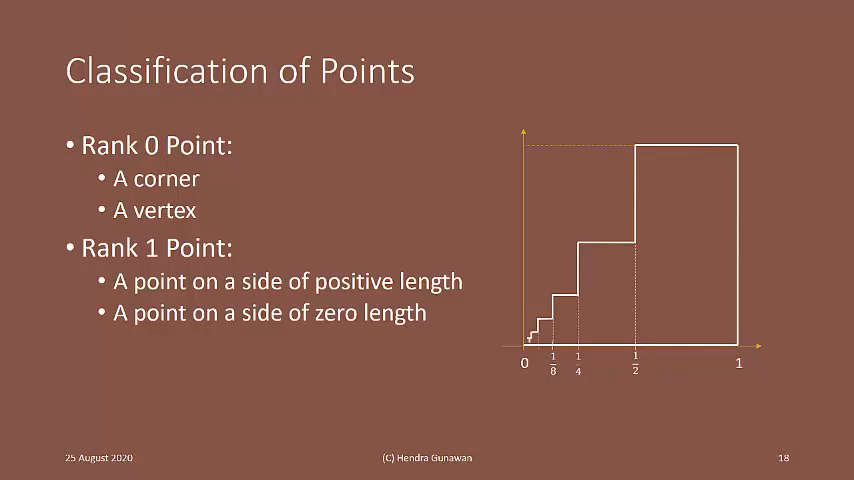 Classification of Points
• Rank 0 Point:
• A corner
• A vertex
• Rank 1 Point:
• A point on a side of positive length
• A point on a side of zero length
0 1/8 1/4 1/2 1
25 August 2020 (C) Hendra Gunawan 18